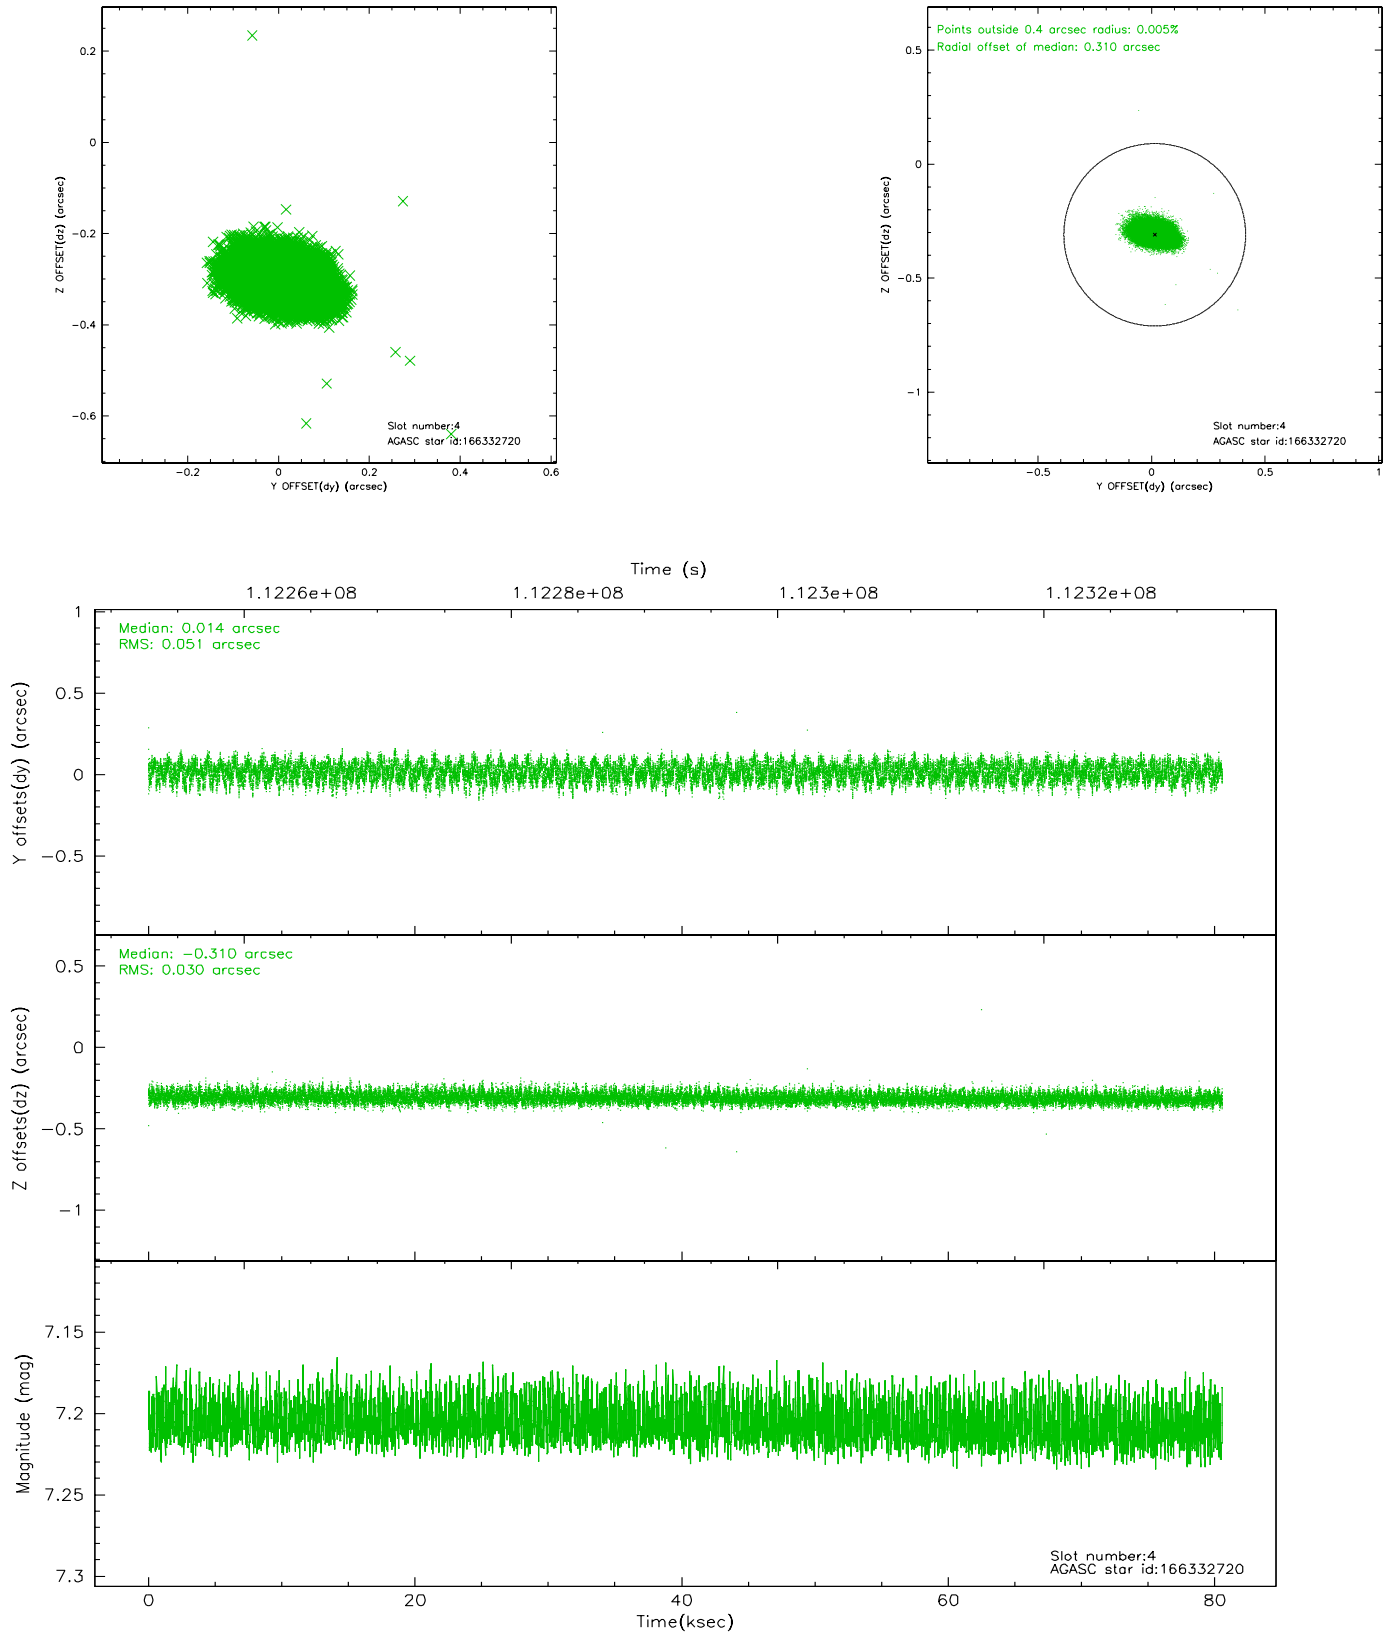 0.2
0
−0.2
−0.4
−0.6
Z OFFSET(dz) (arcsec)
Slot number:4
AGASC star id:166332720
−0.2 0 0.2 0.4 0.6
Y OFFSET(dy) (arcsec)
Points outside 0.4 arcsec radius: 0.005%
Radial offset of median: 0.310 arcsec
0.5
0
−0.5
−1
Z OFFSET(dz) (arcsec)
Slot number:4
AGASC star id:166332720
−0.5 0 0.5 1
Y OFFSET(dy) (arcsec)
Time (s)
1.1226e+08 1.1228e+08 1.123e+08 1.1232e+08
Median: 0.014 arcsec
RMS: 0.051 arcsec
1
0.5
0
−0.5
Y offsets(dy) (arcsec)
Median: −0.310 arcsec
RMS: 0.030 arcsec
0.5
0
−0.5
−1
Z offsets(dz) (arcsec)
7.15
7.2
7.25
7.3
Magnitude (mag)
Slot number:4
AGASC star id:166332720
0 20 40 60 80
Time(ksec)